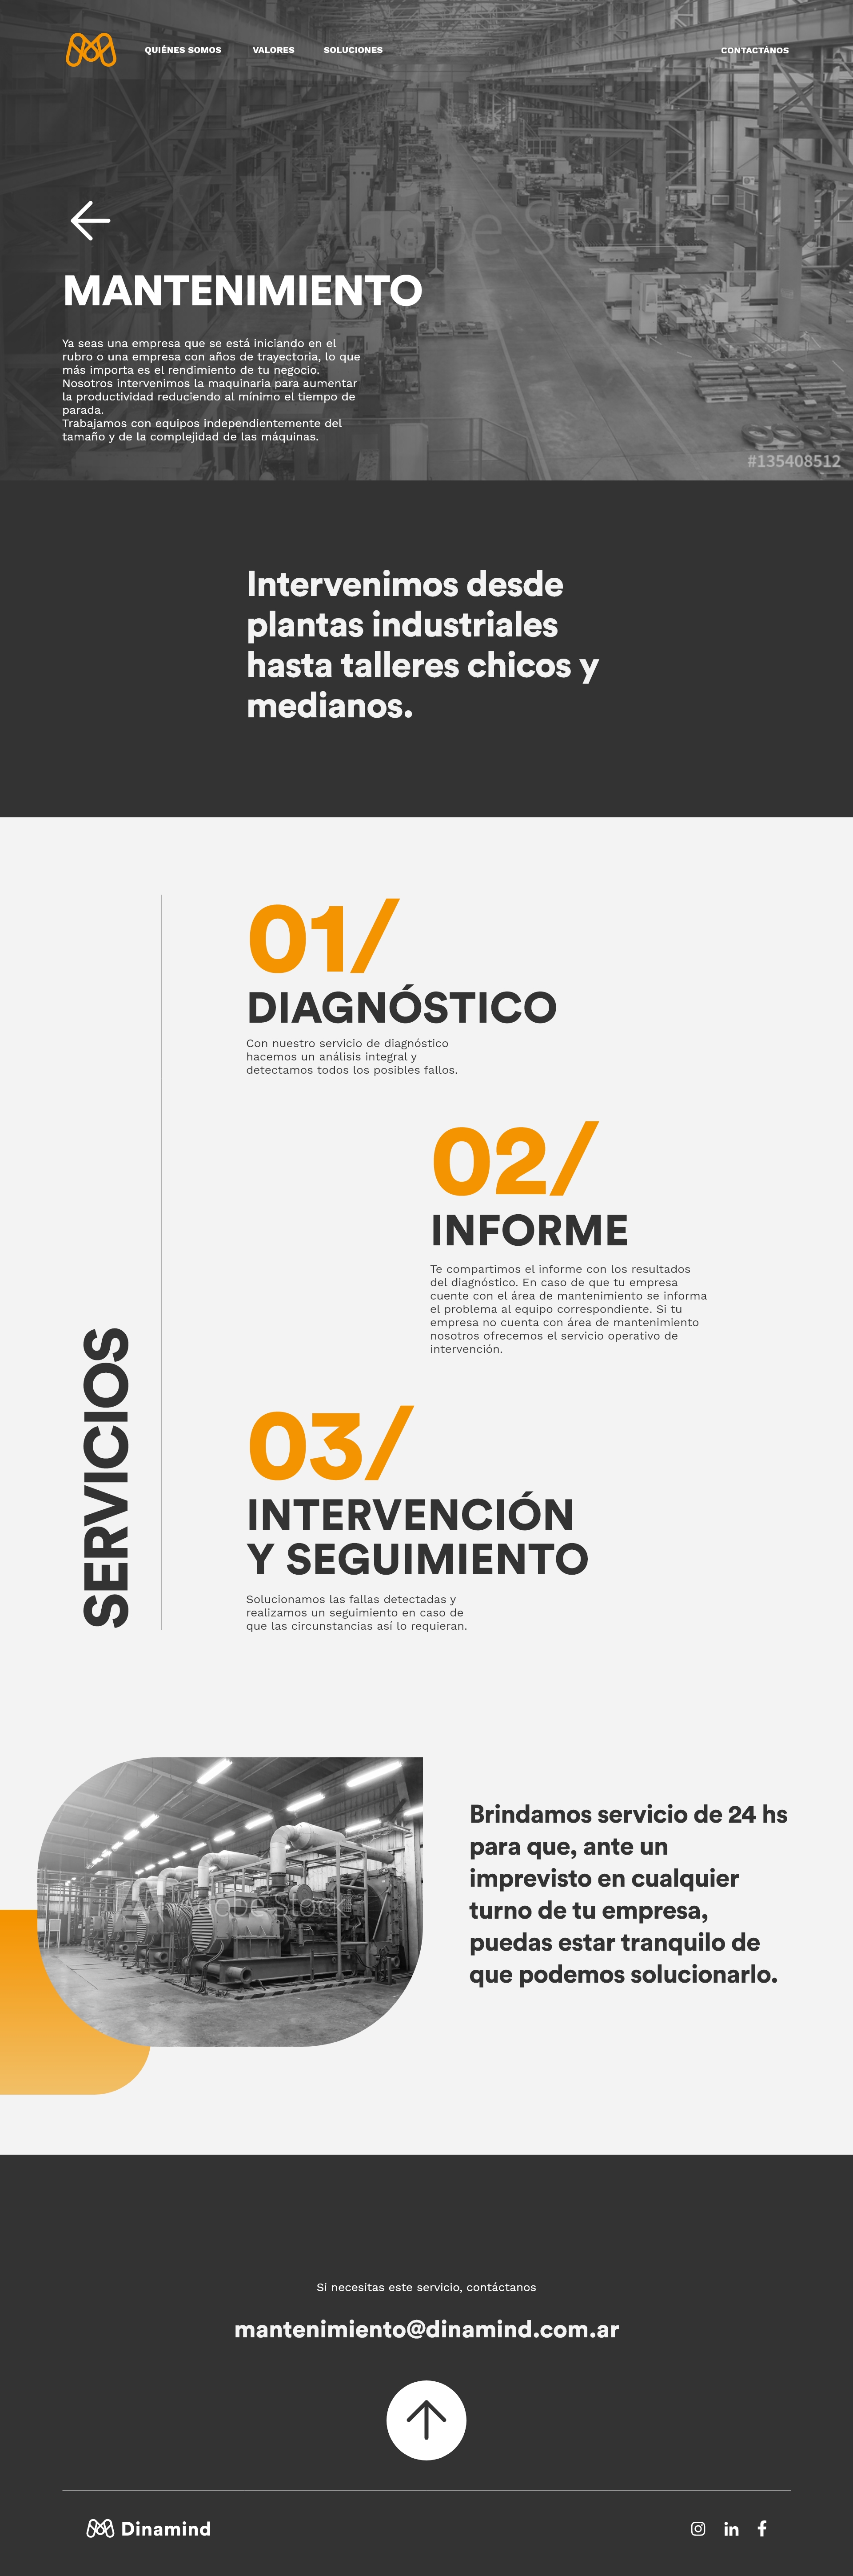 QUIÉNES SOMOS VALORES SOLUCIONES CONTACTÁNOS
MANTENIMIENTO
Ya seas una empresa que se está iniciando en el
rubro o una empresa con años de trayectoria, lo que
más importa es el rendimiento de tu negocio.
Nosotros intervenimos la maquinaria para aumentar
la productividad reduciendo al mínimo el tiempo de
parada.
Trabajamos con equipos independientemente del
tamaño y de la complejidad de las máquinas.
#135408512
Intervenimos desde
plantas industriales
hasta talleres chicos y
medianos.
SERVICIOS
01/
DIAGNÓSTICO
Con nuestro servicio de diagnóstico
hacemos un análisis integral y
detectamos todos los posibles fallos.
02/
INFORME
Te compartimos el informe con los resultados
del diagnóstico. En caso de que tu empresa
cuente con el área de mantenimiento se informa
el problema al equipo correspondiente. Si tu
empresa no cuenta con área de mantenimiento
nosotros ofrecemos el servicio operativo de
intervención.
03/
INTERVENCIÓN
Y SEGUIMIENTO
Solucionamos las fallas detectadas y
realizamos un seguimiento en caso de
que las circunstancias así lo requieran.
Adobe Stock
Brindamos servicio de 24 hs
para que, ante un
imprevisto en cualquier
turno de tu empresa,
puedas estar tranquilo de
que podemos solucionarlo.
Si necesitas este servicio, contáctanos
mantenimiento@dinamind.com.ar
Dinamind